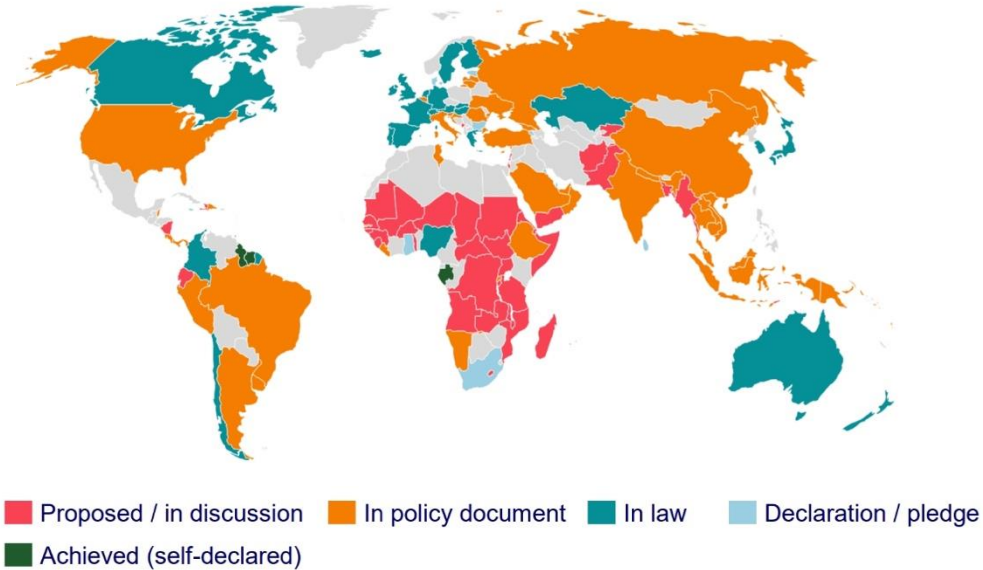 Proposed / in discussion In policy document In law Declaration / pledge
Achieved (self-declared)